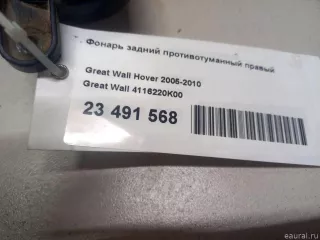 Фонарь задний противотуманный правый
Great Wall Hover 2005-2010
Great Wall 4116220K00
23 491 568
eaural.ru